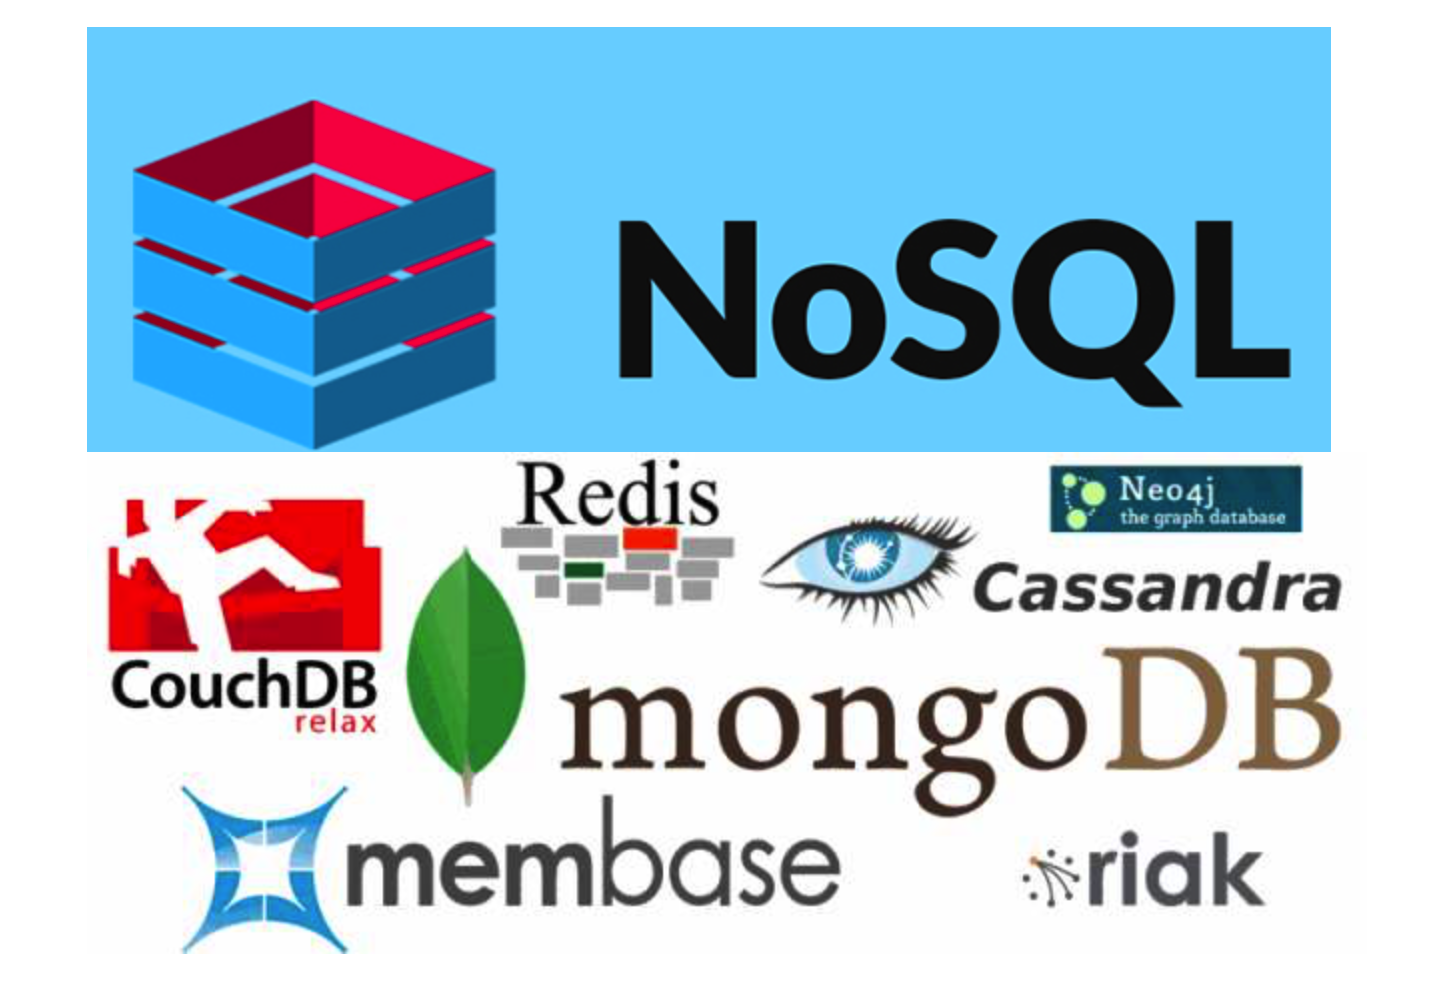 NoSQL
Redis
Neo4j
the graph database
Cassandra
CouchDB
relax
mongoDB
membase
riak